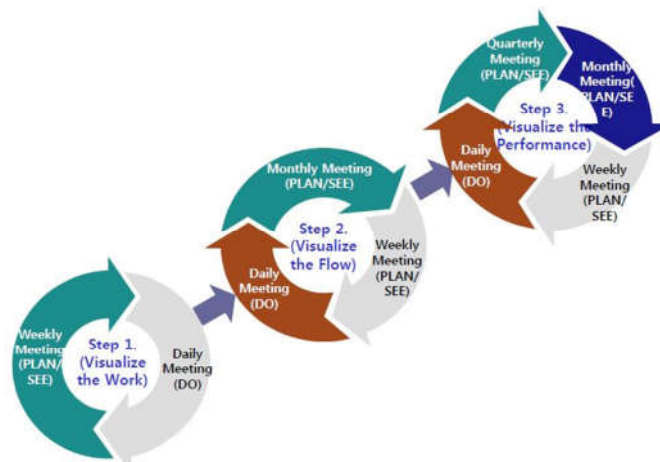 Weekly
Meeting
(PLAN/
SEE)
Step 1.
(Visualize
the Work)
Daily
Meeting
(DO)
Monthly Meeting
(PLAN/SEE)
Step 2.
(Visualize
the Flow)
Daily
Meeting
(DO)
Weekly
Meeting
(PLAN/
SEE)
Quarterly
Meeting
(PLAN/SEE)
Monthly
Meeting(
PLAN/SE
E)
Step 3.
(Visualize the
Performance)
Daily
Meeting
(DO)
Weekly
Meeting
(PLAN/
SEE)